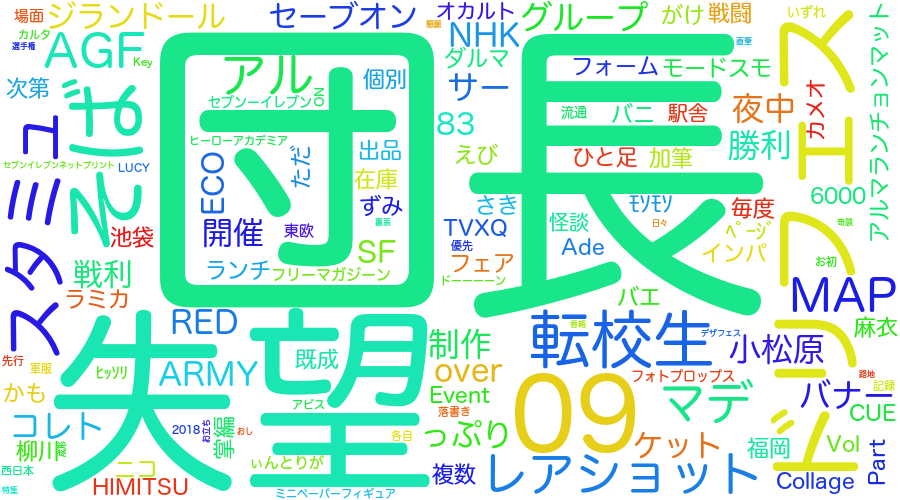 場面
ジランドール
セーブオン
オカルト
グループ
がけ
戦闘
いずれ
カルタ
選手権
AGF
Key
懸賞
NHK
直筆
団長
アル
個別
サー
ダルマ
フォーム
モードスモ
次第
セブンーイレブン
NO
流通
バニ
駅舎
夜中
カメオ
スエアリド
アルマランチョンマット
そば
スタミュ
ヒーローアカデミア
83
出品
えび
ひと足
加筆
勝利
セブンイレブンネットプリント
LUCY
ECO
ただ
在庫
ずみ
さき
モリモリ
毎度
6000
奇談
池袋
開催
東欧
裏表
TVXQ
怪談
日々
ページ
SF
優先
Ade
インパ
お初
戦利
ランチ
フリーマガジーン
フェア
ドーーーーン
ラミカ
バエ
MAP
RED
失望
転校生
デザフェス
麻衣
先行
軍服
ヒッソリ
既成
制作
小松原
ARMY
over
フォトプロップス
路地
かも
アピス
Event
09
マデ
バナー
記録
コレト
2018
お立ち
掌編
おし
落書き
CUE
柳川
各自
っぷり
ケット
福岡
Vol
Part
西日本
ニコ
ぃんとりが
複数
レアショット
Collage
特集
HIMITSU
ミニペーパーフィギュア